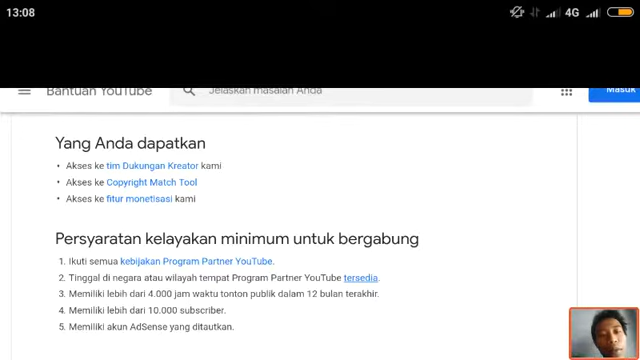 13:08
4G
Bantuan YouTube
Jelaskan masalah Anda
Masuk
Yang Anda dapatkan
• Akses ke tim Dukungan Kreator kami
• Akses ke Copyright Match Tool
• Akses ke fitur monetisasi kami
Persyaratan kelayakan minimum untuk bergabung
1. Ikuti semua kebijakan Program Partner YouTube.
2. Tinggal di negara atau wilayah tempat Program Partner YouTube tersedia.
3. Memiliki lebih dari 4.000 jam waktu tonton publik dalam 12 bulan terakhir.
4. Memiliki lebih dari 10.000 subscriber.
5. Memiliki akun AdSense yang ditautkan.